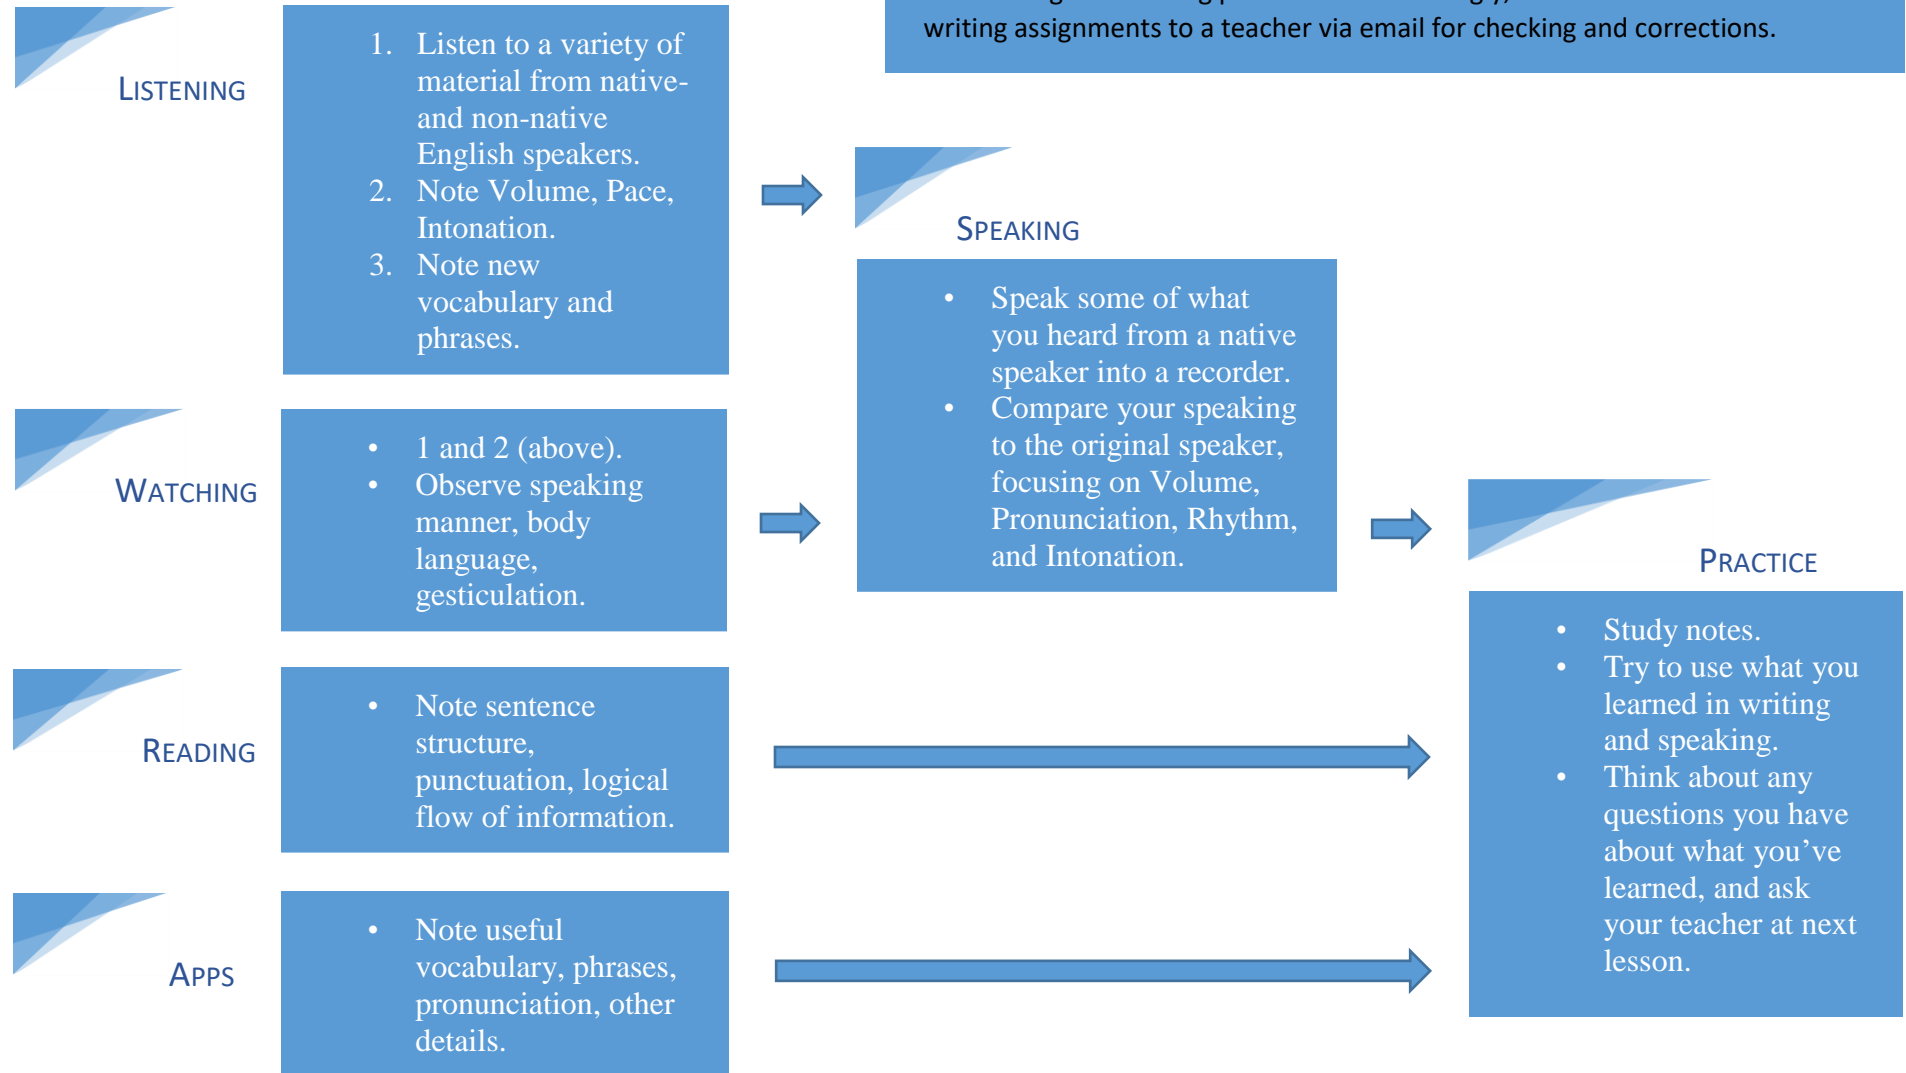 writing assignments to a teacher via email for checking and corrections.
LISTENING
1. Listen to a variety of
material from native-
and non-native
English speakers.
2. Note Volume, Pace,
Intonation.
3. Note new
vocabulary and
phrases.
SPEAKING
• Speak some of what
you heard from a native
speaker into a recorder.
• Compare your speaking
to the original speaker,
focusing on Volume,
Pronunciation, Rhythm,
and Intonation.
WATCHING
• 1 and 2 (above).
• Observe speaking
manner, body
language,
gesticulation.
PRACTICE
• Study notes.
• Try to use what you
learned in writing
and speaking.
• Think about any
questions you have
about what you’ve
learned, and ask
your teacher at next
lesson.
READING
• Note sentence
structure,
punctuation, logical
flow of information.
APPS
• Note useful
vocabulary, phrases,
pronunciation, other
details.